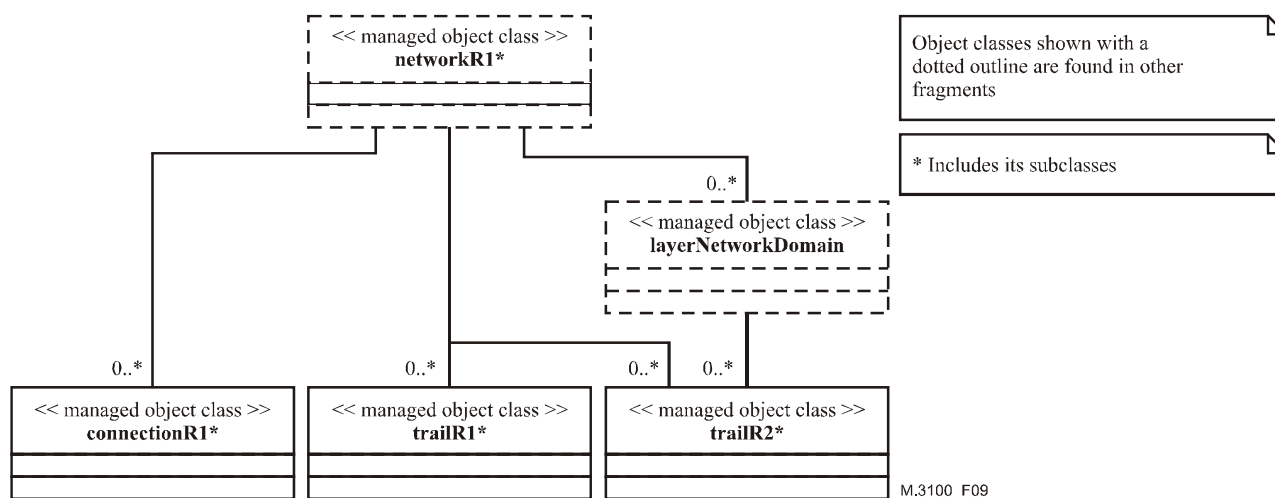 << managed object class >>
networkR1*
Object classes shown with a
dotted outline are found in other
fragments
* Includes its subclasses
0..*
<< managed object class >>
layerNetworkDomain
0..*
0..*
0..*
0..*
<< managed object class >>
connectionR1*
<< managed object class >>
trailR1*
<< managed object class >>
trailR2*
M.3100_F09